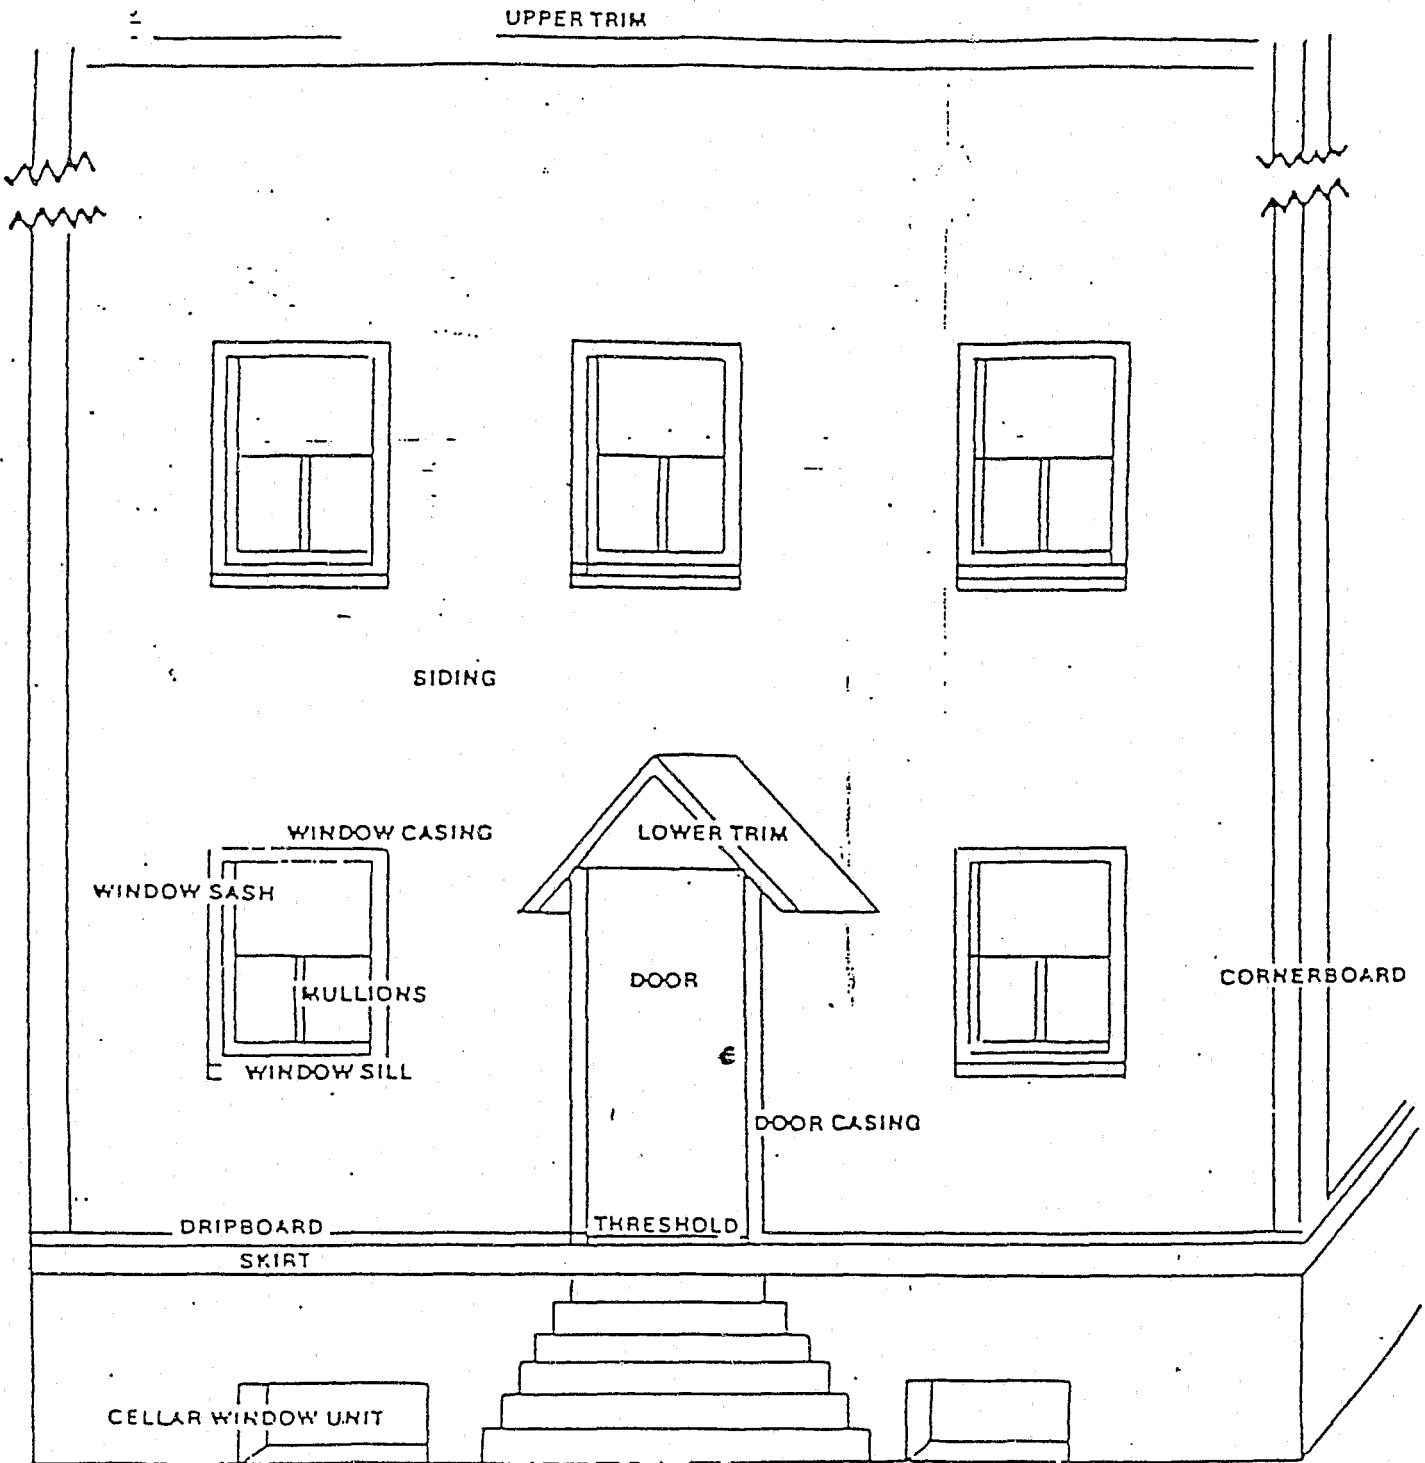 UPPER TRIM
SIDING
WINDOW CASING
LOWER TRIM
WINDOW SASH
DOOR
CORNERBOARD
MULLIONS
WINDOW SILL
DOOR CASING
DRIPBOARD
THRESHOLD
SKIRT
CELLAR WINDOW UNIT